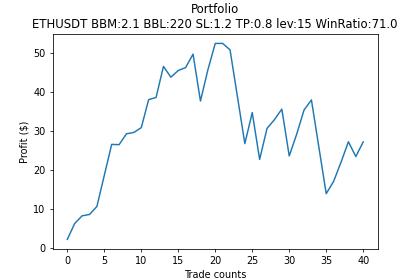 Portfolio
ETHUSDT BBM:2.1 BBL:220 SL:1.2 TP:0.8 lev:15 WinRatio:71.0
Profit ($)
50
40
30
20
10
0
0 5 10 15 20 25 30 35 40
Trade counts